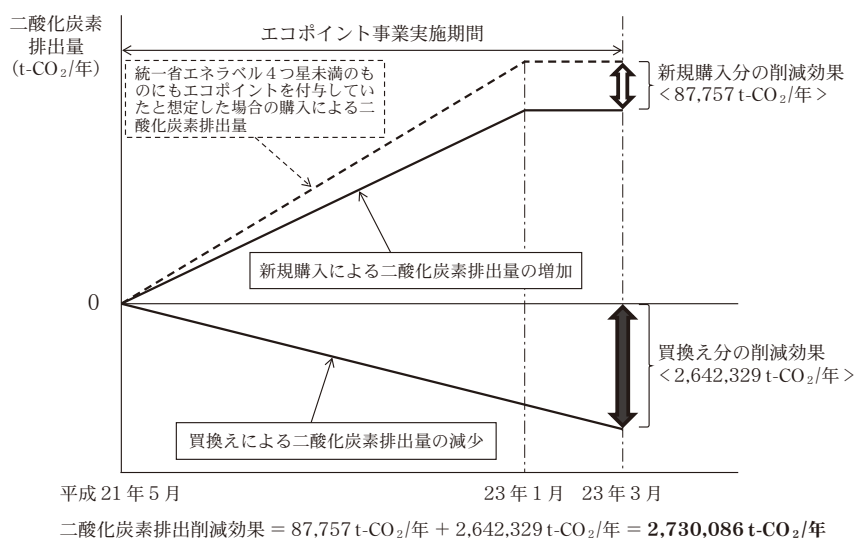 二酸化炭素
排出量
(t-CO₂/年)
エコポイント事業実施期間
統一省エネラベル4つ星未満のも
のにもエコポイントを付与してい
たと想定した場合の購入による二
酸化炭素排出量
新規購入分の削減効果
<87,757 t-CO₂/年>
新規購入による二酸化炭素排出量の増加
0
買換え分の削減効果
<2,642,329 t-CO₂/年>
買換えによる二酸化炭素排出量の減少
平成21年5月
23年1月
23年3月
二酸化炭素排出削減効果 = 87,757 t-CO₂/年 + 2,642,329 t-CO₂/年 = 2,730,086 t-CO₂/年